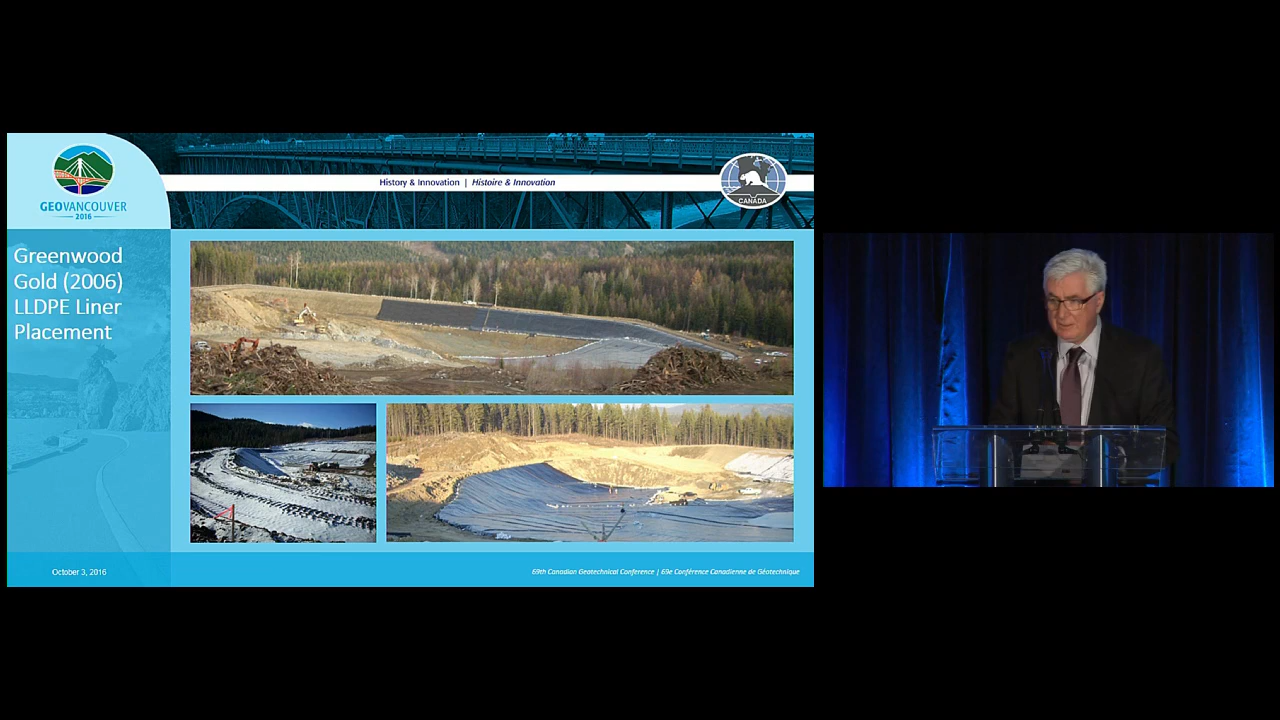 GEOVANCOUVER
2016
History & Innovation | Histoire & Innovation
CANADA
Greenwood
Gold (2006)
LLDPE Liner
Placement
October 3, 2016
69th Canadian Geotechnical Conference | 69e Conférence Canadienne de Géotechnique